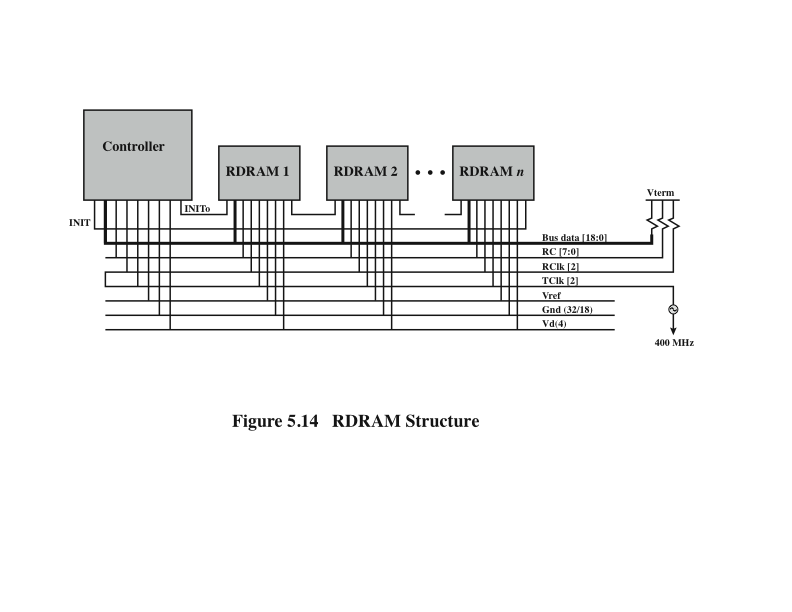 Controller
RDRAM 1
RDRAM 2
• • •
RDRAM n
INIT
INITo
Vterm
Bus data [18:0]
RC [7:0]
RClk [2]
TClk [2]
Vref
Gnd (32/18)
Vd(4)
400 MHz
Figure 5.14 RDRAM Structure